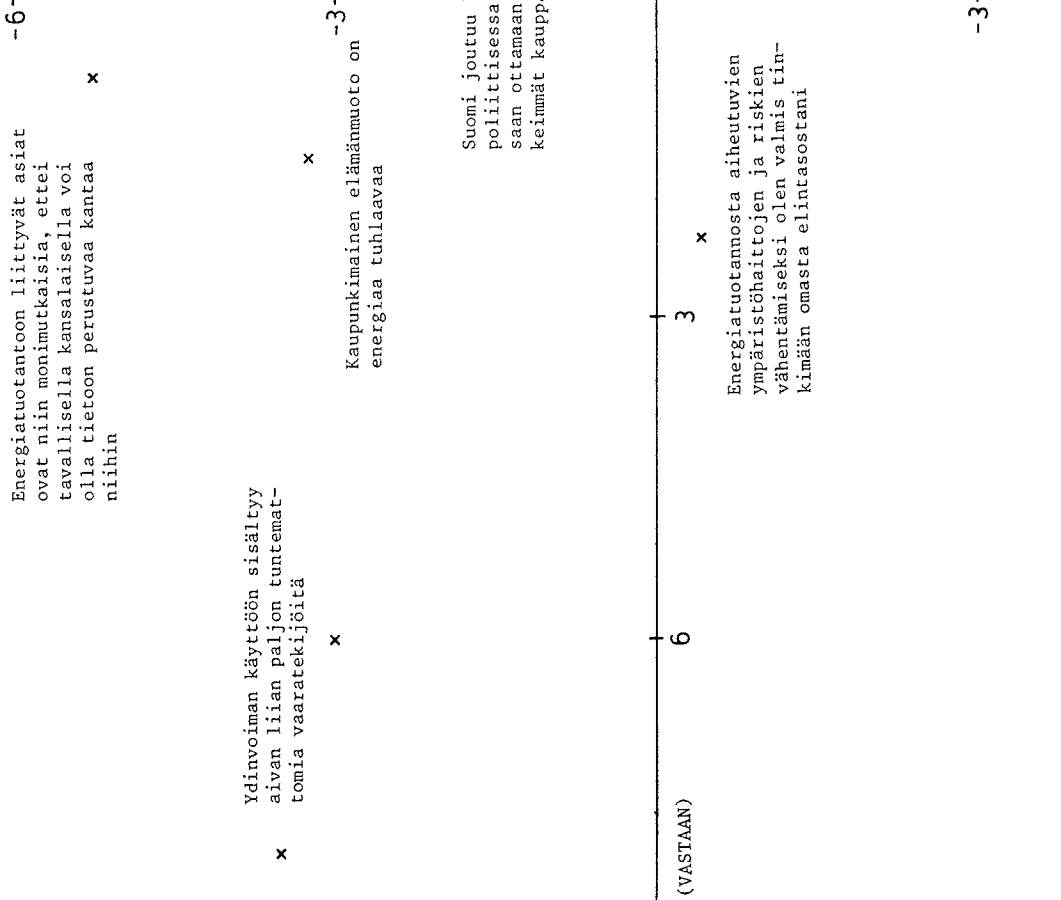 -6-
Energiatuotantoon liittyvät asiat
ovat niin monimutkaisia, ettei
tavallisella kansalaisella voi
olla tietoon perustuvaa kantaa
niihin
Ydinvoiman käyttöön sisältyy
aivan liian paljon tuntemat-
tomia vaaratekijöitä
-3-
Kaupunkimainen elämänmuoto on
energiaa tuhlaavaa
Suomi joutuu
poliittisessa
saan ottamaan
keimmät
3
6
(VASTAAN)
Energiatuotannosta aiheutuvien
ympäristöhaittojen ja riskien
vähentämiseksi olen valmis tin-
kimään omasta elintasostani
-3-